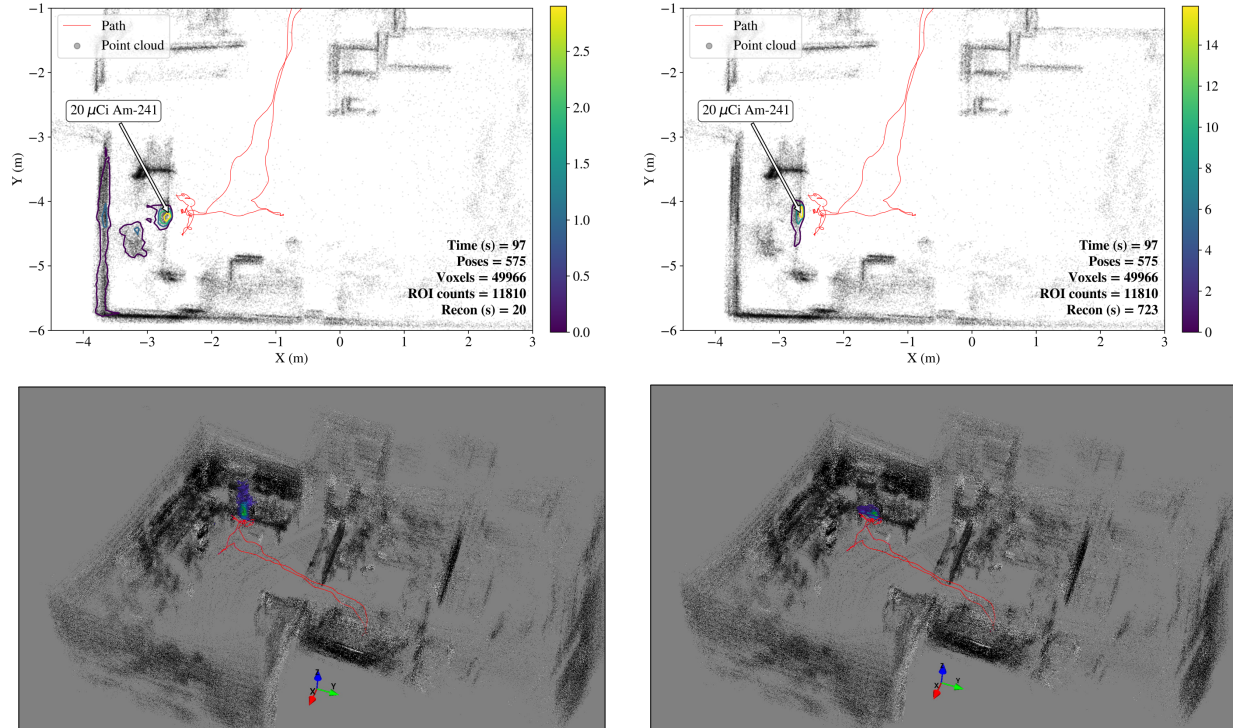 −1
−2
−3
−4
−5
−6
Y (m)
Path
Point cloud
20 μCi Am-241
Time (s) = 97
Poses = 575
Voxels = 49966
ROI counts = 11810
Recon (s) = 20
−4
−3
−2
−1
0
1
2
3
X (m)
2.5
2.0
1.5
1.0
0.5
0.0
−1
−2
−3
−4
−5
−6
Y (m)
Path
Point cloud
20 μCi Am-241
Time (s) = 97
Poses = 575
Voxels = 49966
ROI counts = 11810
Recon (s) = 723
−4
−3
−2
−1
0
1
2
3
X (m)
14
12
10
8
6
4
2
0
Z
X
Y
Z
X
Y